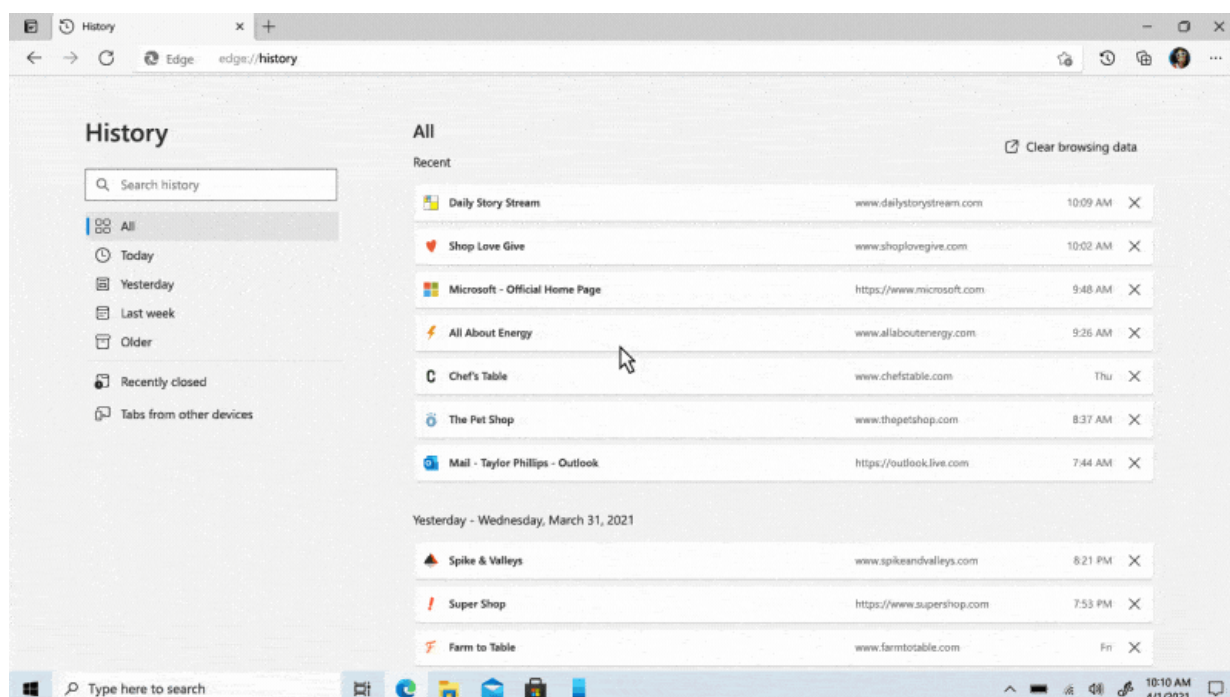 History
Edge edge://history
History
Search history
All
Today
Yesterday
Last week
Older
Recently closed
Tabs from other devices
All
Clear browsing data
Recent
Daily Story Stream www.dailystorystream.com 10:09 AM
Shop Love Give www.shoplovegive.com 10:02 AM
Microsoft - Official Home Page https://www.microsoft.com 9:48 AM
All About Energy www.allaboutenergy.com 9:26 AM
Chef's Table www.chefstable.com Thu
The Pet Shop www.thepetshop.com 8:37 AM
Mail - Taylor Phillips - Outlook https://outlook.live.com 7:44 AM
Yesterday - Wednesday, March 31, 2021
Spike & Valleys www.spikeandvalleys.com 8:21 PM
Super Shop https://www.supershop.com 7:53 PM
Farm to Table www.farmtotable.com Fri
Type here to search
10:10 AM
4/1/2021